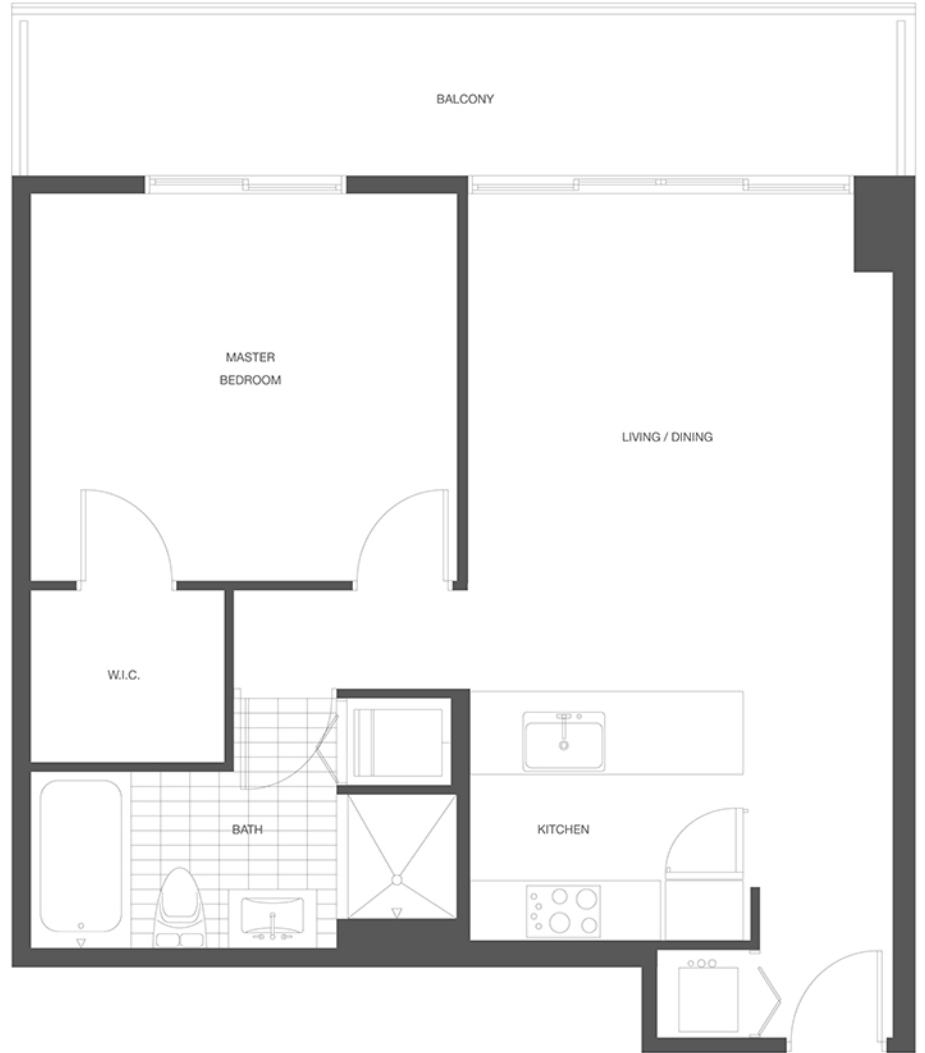 BALCONY
MASTER
BEDROOM
LIVING / DINING
W.I.C.
BATH
KITCHEN